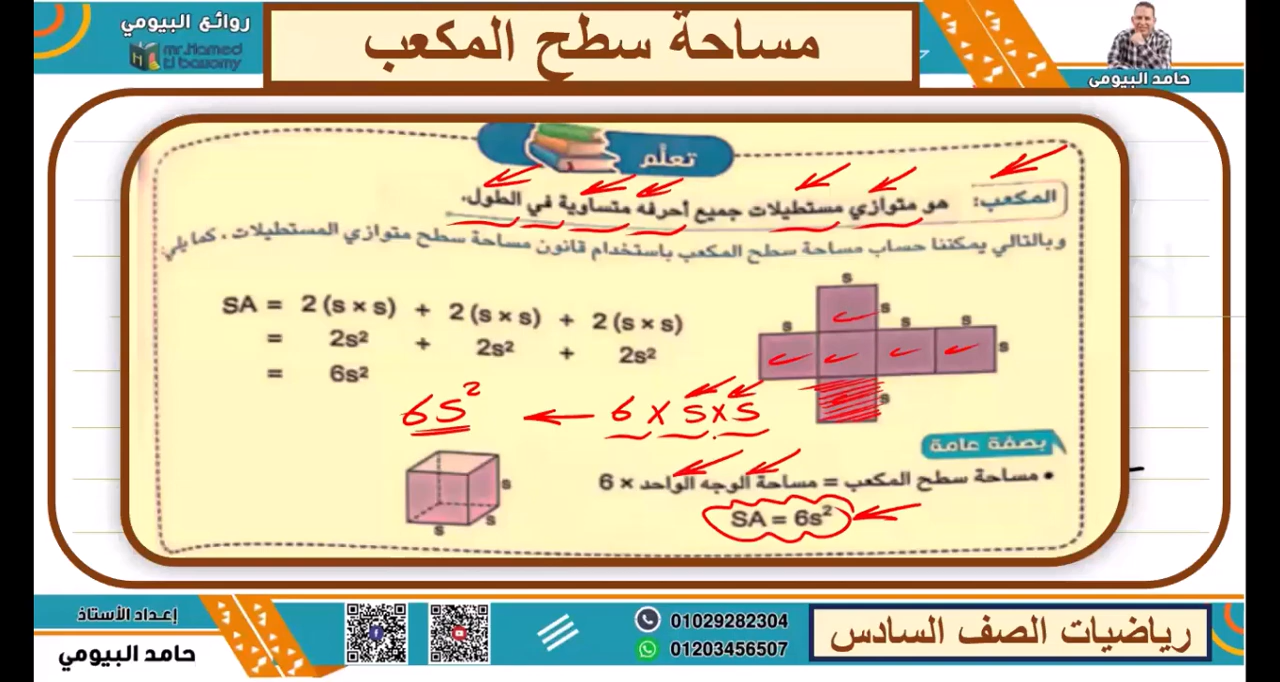 روائع البيومي
mr.Hamed
El bauomy
مساحة سطح المكعب
حامد البيومى
تعلَّم
المكعب: هو متوازي مستطيلات جميع أحرفه متساوية في الطول.
وبالتالي يمكننا حساب مساحة سطح المكعب باستخدام قانون مساحة سطح متوازي المستطيلات، كما يلي
SA = 2 (s × s) + 2 (s × s) + 2 (s × s)
= 2s² + 2s² + 2s²
= 6s²
s
s
s s s
s
s
6S² ← 6 × S × S
بصفة عامة
• مساحة سطح المكعب = مساحة الوجه الواحد × 6
SA = 6s²
s
s
s
إعداد الأستاذ
حامد البيومي
01029282304
01203456507
رياضيات الصف السادس